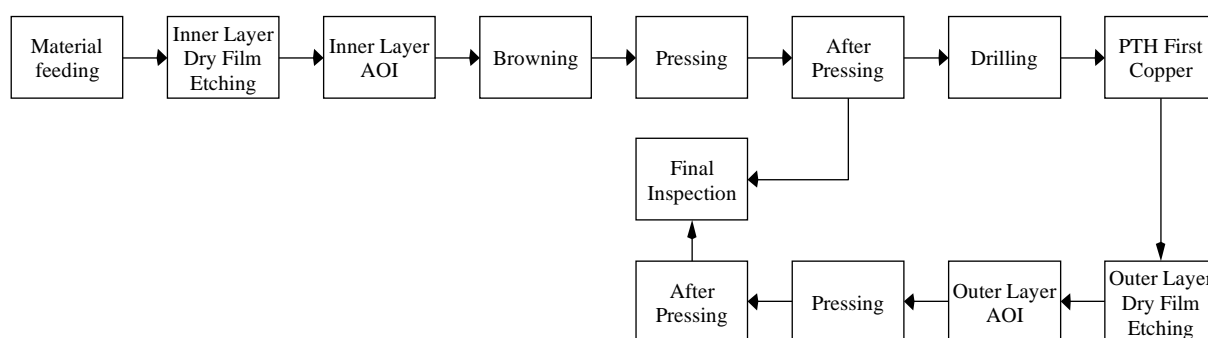 Material
feeding
Inner Layer
Dry Film
Etching
Inner Layer
AOI
Browning
Pressing
After
Pressing
Drilling
PTH First
Copper
Final
Inspection
After
Pressing
Pressing
Outer Layer
AOI
Outer Layer
Dry Film
Etching